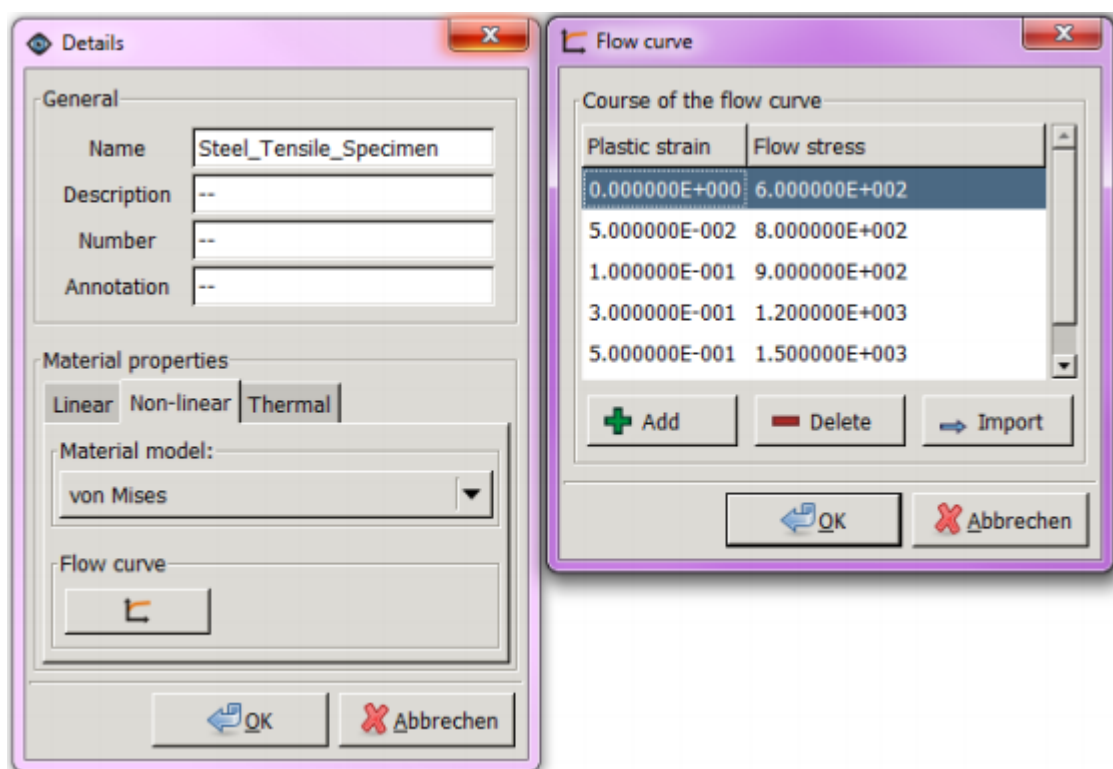 Details
General
Name Steel_Tensile_Specimen
Description --
Number --
Annotation --
Material properties
Linear Non-linear Thermal
Material model:
von Mises
Flow curve
OK Abbrechen
Flow curve
Course of the flow curve
Plastic strain Flow stress
0.000000E+000 6.000000E+002
5.000000E-002 8.000000E+002
1.000000E-001 9.000000E+002
3.000000E-001 1.200000E+003
5.000000E-001 1.500000E+003
Add Delete Import
OK Abbrechen